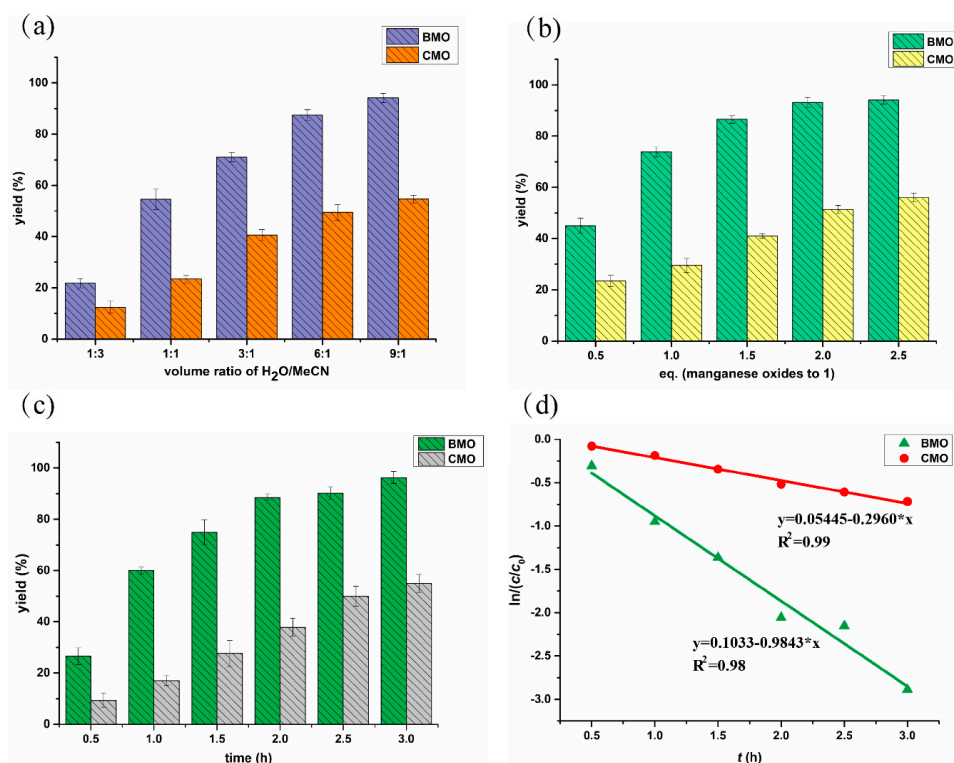 (a)
BMO
CMO
100
80
60
40
20
0
yield (%)
1:3 1:1 3:1 6:1 9:1
volume ratio of H₂O/MeCN
(b)
BMO
CMO
100
80
60
40
20
0
yield (%)
0.5 1.0 1.5 2.0 2.5
eq. (manganese oxides to 1)
(c)
BMO
CMO
100
80
60
40
20
0
yield (%)
0.5 1.0 1.5 2.0 2.5 3.0
time (h)
(d)
BMO
CMO
0.0
-0.5
-1.0
-1.5
-2.0
-2.5
-3.0
ln/(c/c₀)
y=0.05445-0.2960*x
R²=0.99
y=0.1033-0.9843*x
R²=0.98
0.5 1.0 1.5 2.0 2.5 3.0
t (h)